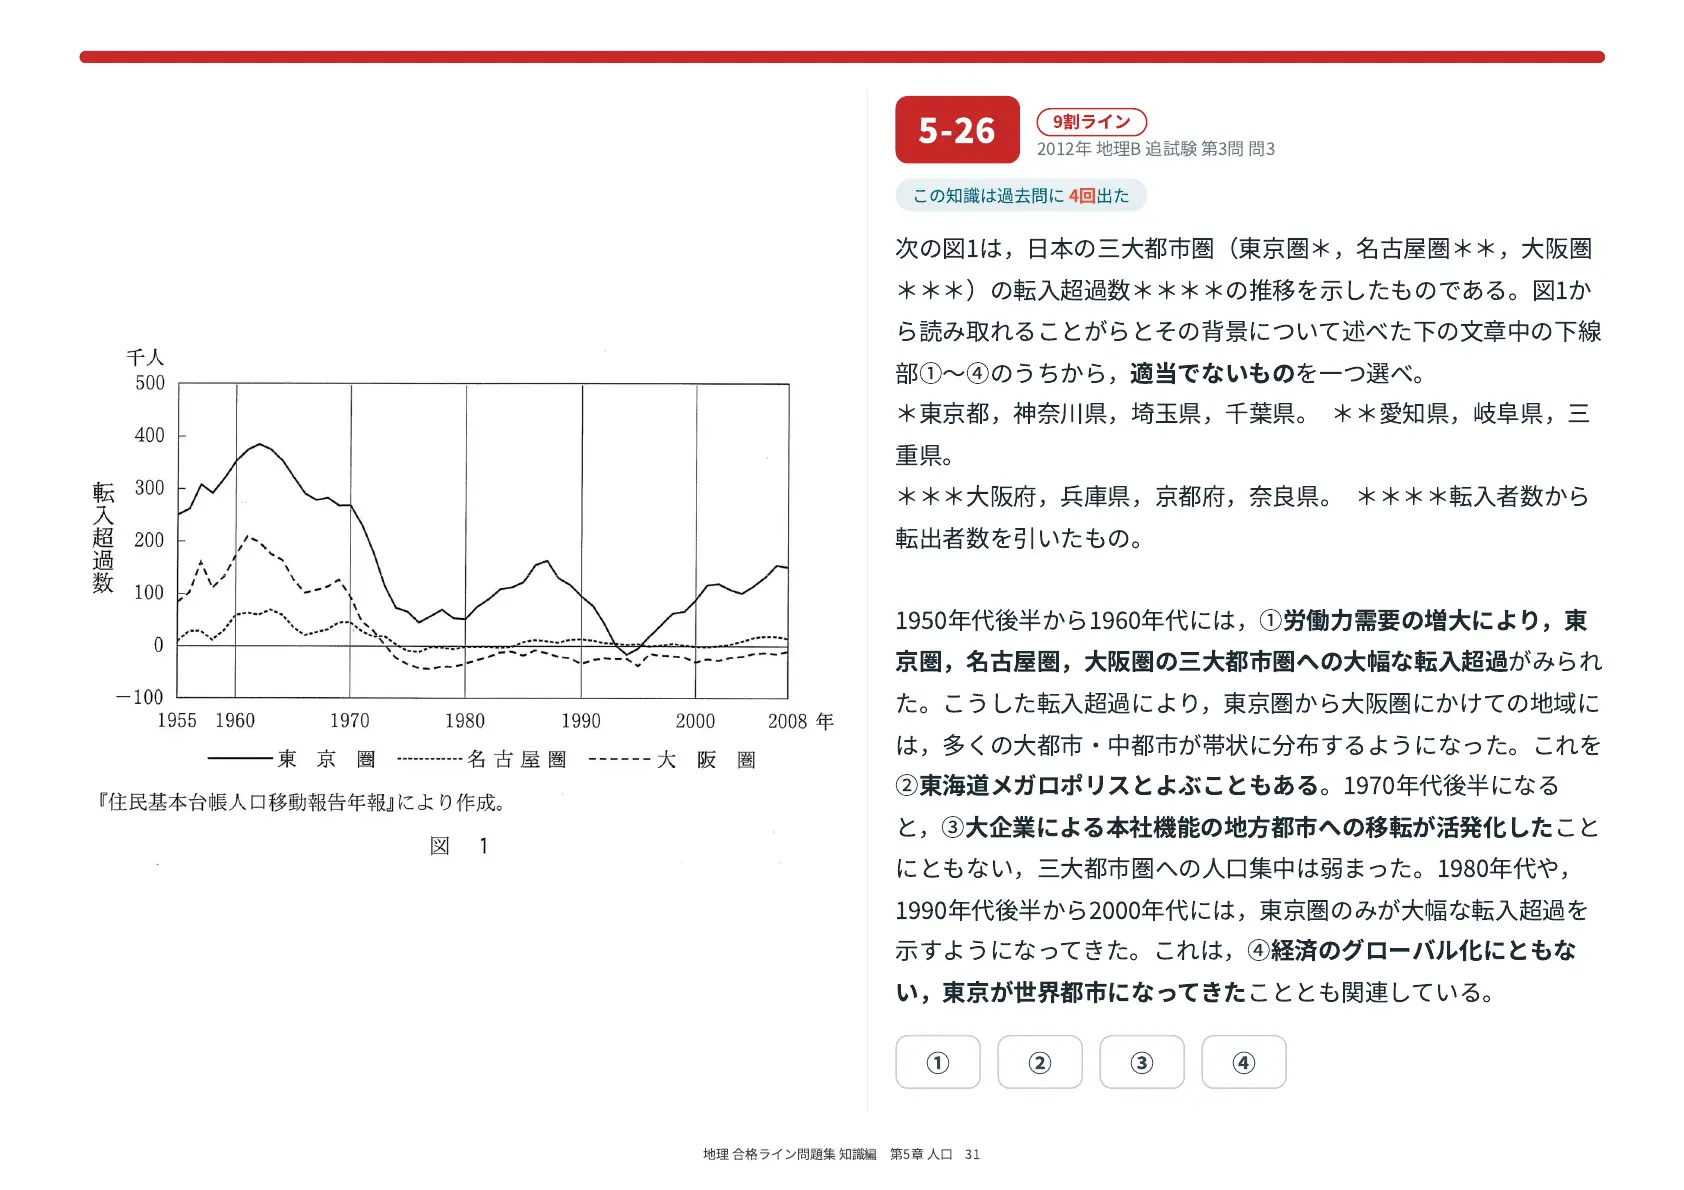 5-26
9割ライン
2012年 地理B 追試験 第3問 問3
この知識は過去問に 4回出た
次の図1は，日本の三大都市圏（東京圏＊，名古屋圏＊＊，大阪圏
＊＊＊）の転入超過数＊＊＊＊の推移を示したものである。図1か
ら読み取れることがらとその背景について述べた下の文章中の下線
部①～④のうちから，適当でないものを一つ選べ。
＊東京都，神奈川県，埼玉県，千葉県。　＊＊愛知県，岐阜県，三
重県。
＊＊＊大阪府，兵庫県，京都府，奈良県。　＊＊＊＊転入者数から
転出者数を引いたもの。
1950年代後半から1960年代には，①労働力需要の増大により，東
京圏，名古屋圏，大阪圏の三大都市圏への大幅な転入超過がみられ
た。こうした転入超過により，東京圏から大阪圏にかけての地域に
は，多くの大都市・中都市が帯状に分布するようになった。これを
②東海道メガロポリスとよぶこともある。1970年代後半になる
と，③大企業による本社機能の地方都市への移転が活発化したこと
にともない，三大都市圏への人口集中は弱まった。1980年代や，
1990年代後半から2000年代には，東京圏のみが大幅な転入超過を
示すようになってきた。これは，④経済のグローバル化にともな
い，東京が世界都市になってきたこととも関連している。
① ② ③ ④
千人
500
400
300
200
100
0
－100
転入超過数
1955 1960 1970 1980 1990 2000 2008 年
東京圏 名古屋圏 大阪圏
『住民基本台帳人口移動報告年報』により作成。
図 1
地理 合格ライン問題集 知識編　第5章 人口　31